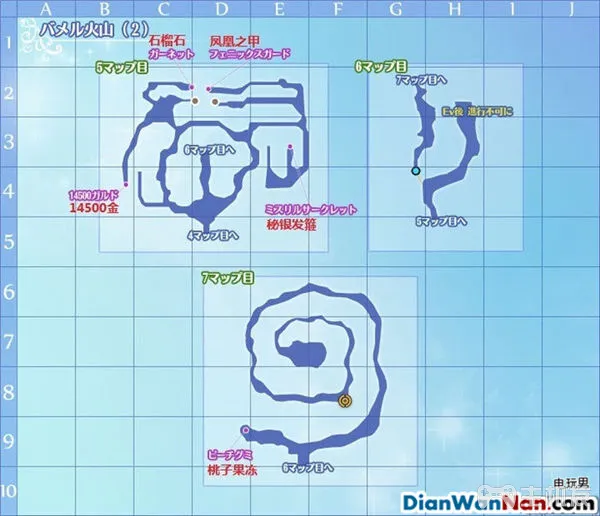 A B C D E F G H I J
1
バメル火山（2）
石榴石
ガーネット
凤凰之甲
フェニックスガード
5マップ目
6マップ目
7マップ目へ
2
Ev後 進行不可に
3
6マップ目へ
4
14500ガルド
14500金
ミスリルサークレット
秘银发箍
4マップ目へ
5マップ目へ
5
6
7マップ目
7
8
9
ピーチグミ
桃子果冻
6マップ目へ
10
电玩男
DianWanNan.com